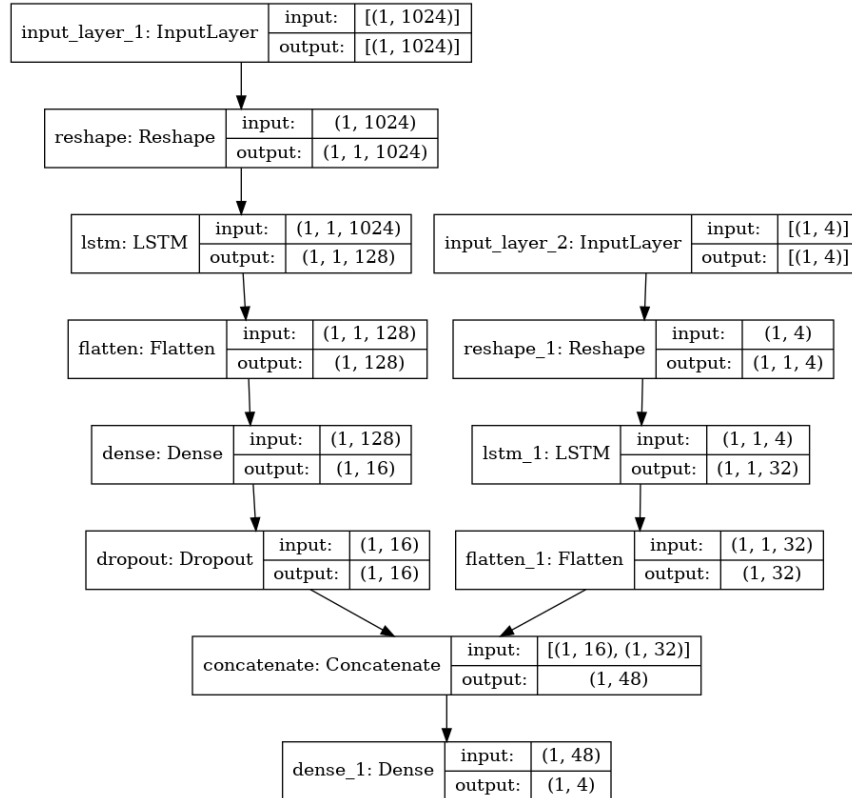 input_layer_1: InputLayer
input:
[(1, 1024)]
output:
[(1, 1024)]
reshape: Reshape
input:
(1, 1024)
output:
(1, 1, 1024)
lstm: LSTM
input:
(1, 1, 1024)
output:
(1, 1, 128)
input_layer_2: InputLayer
input:
[(1, 4)]
output:
[(1, 4)]
flatten: Flatten
input:
(1, 1, 128)
output:
(1, 128)
reshape_1: Reshape
input:
(1, 4)
output:
(1, 1, 4)
dense: Dense
input:
(1, 128)
output:
(1, 16)
lstm_1: LSTM
input:
(1, 1, 4)
output:
(1, 1, 32)
dropout: Dropout
input:
(1, 16)
output:
(1, 16)
flatten_1: Flatten
input:
(1, 1, 32)
output:
(1, 32)
concatenate: Concatenate
input:
[(1, 16), (1, 32)]
output:
(1, 48)
dense_1: Dense
input:
(1, 48)
output:
(1, 4)